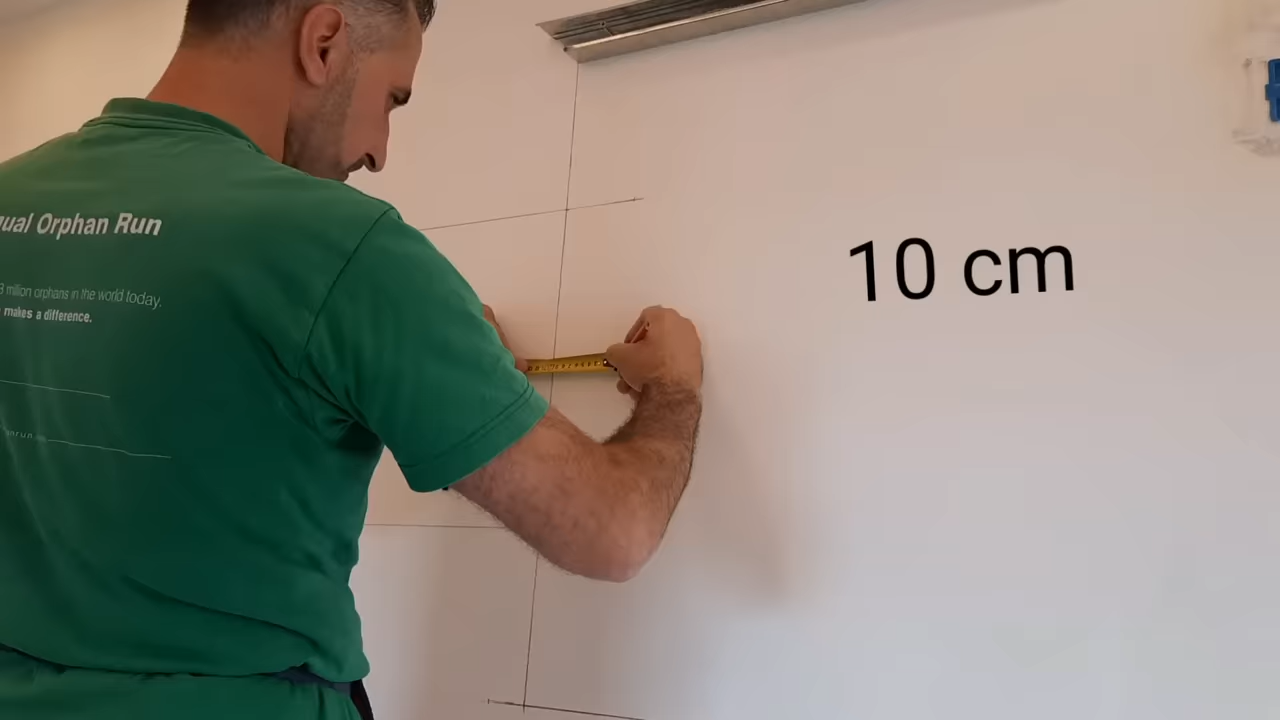 ual Orphan Run
million orphans in the world today.
makes a difference.
10 cm